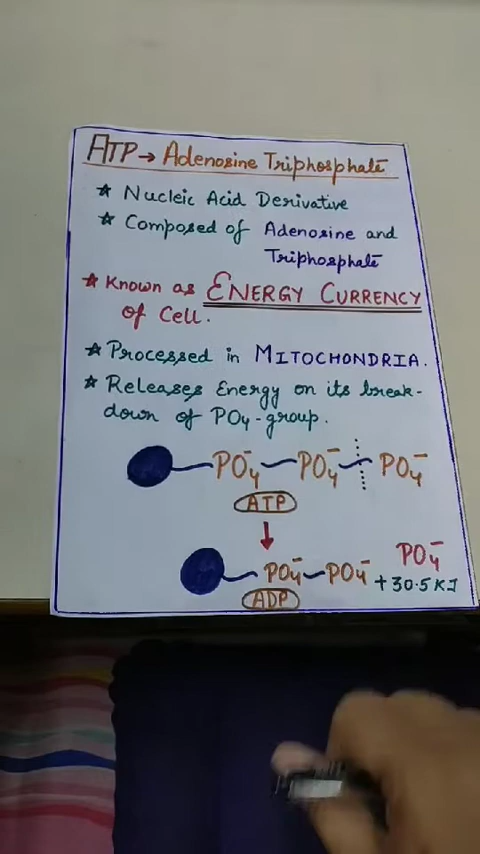 ATP → Adenosine Triphosphate
★ Nucleic Acid Derivative
★ Composed of Adenosine and
Triphosphate
★ Known as ENERGY CURRENCY
of Cell.
★ Processed in MITOCHONDRIA.
★ Releases Energy on its break-
down of PO4-group.
PO4⁻ PO4⁻ PO4⁻
ATP
PO4⁻ PO4⁻ PO4⁻
+30.5KJ
ADP